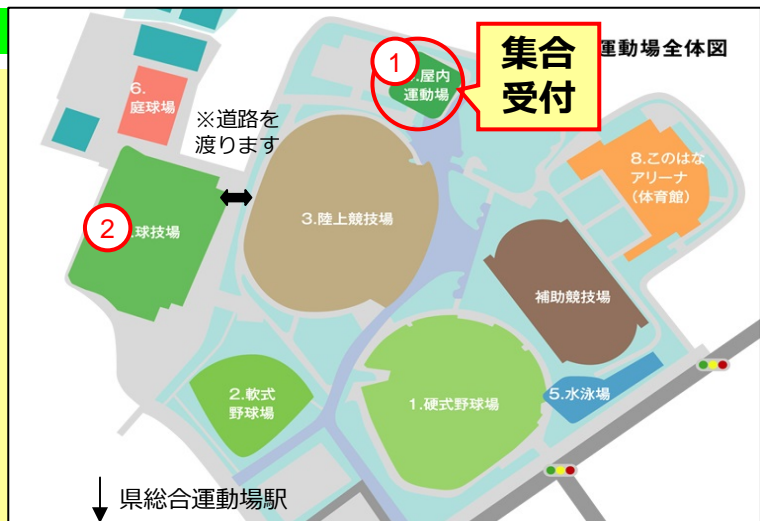 運動場全体図
集合
受付
①
.屋内
運動場
6.
庭球場
※道路を
渡ります
8.このはな
アリーナ
(体育館)
②
球技場
3.陸上競技場
補助競技場
2.軟式
野球場
1.硬式野球場
5.水泳場
県総合運動場駅